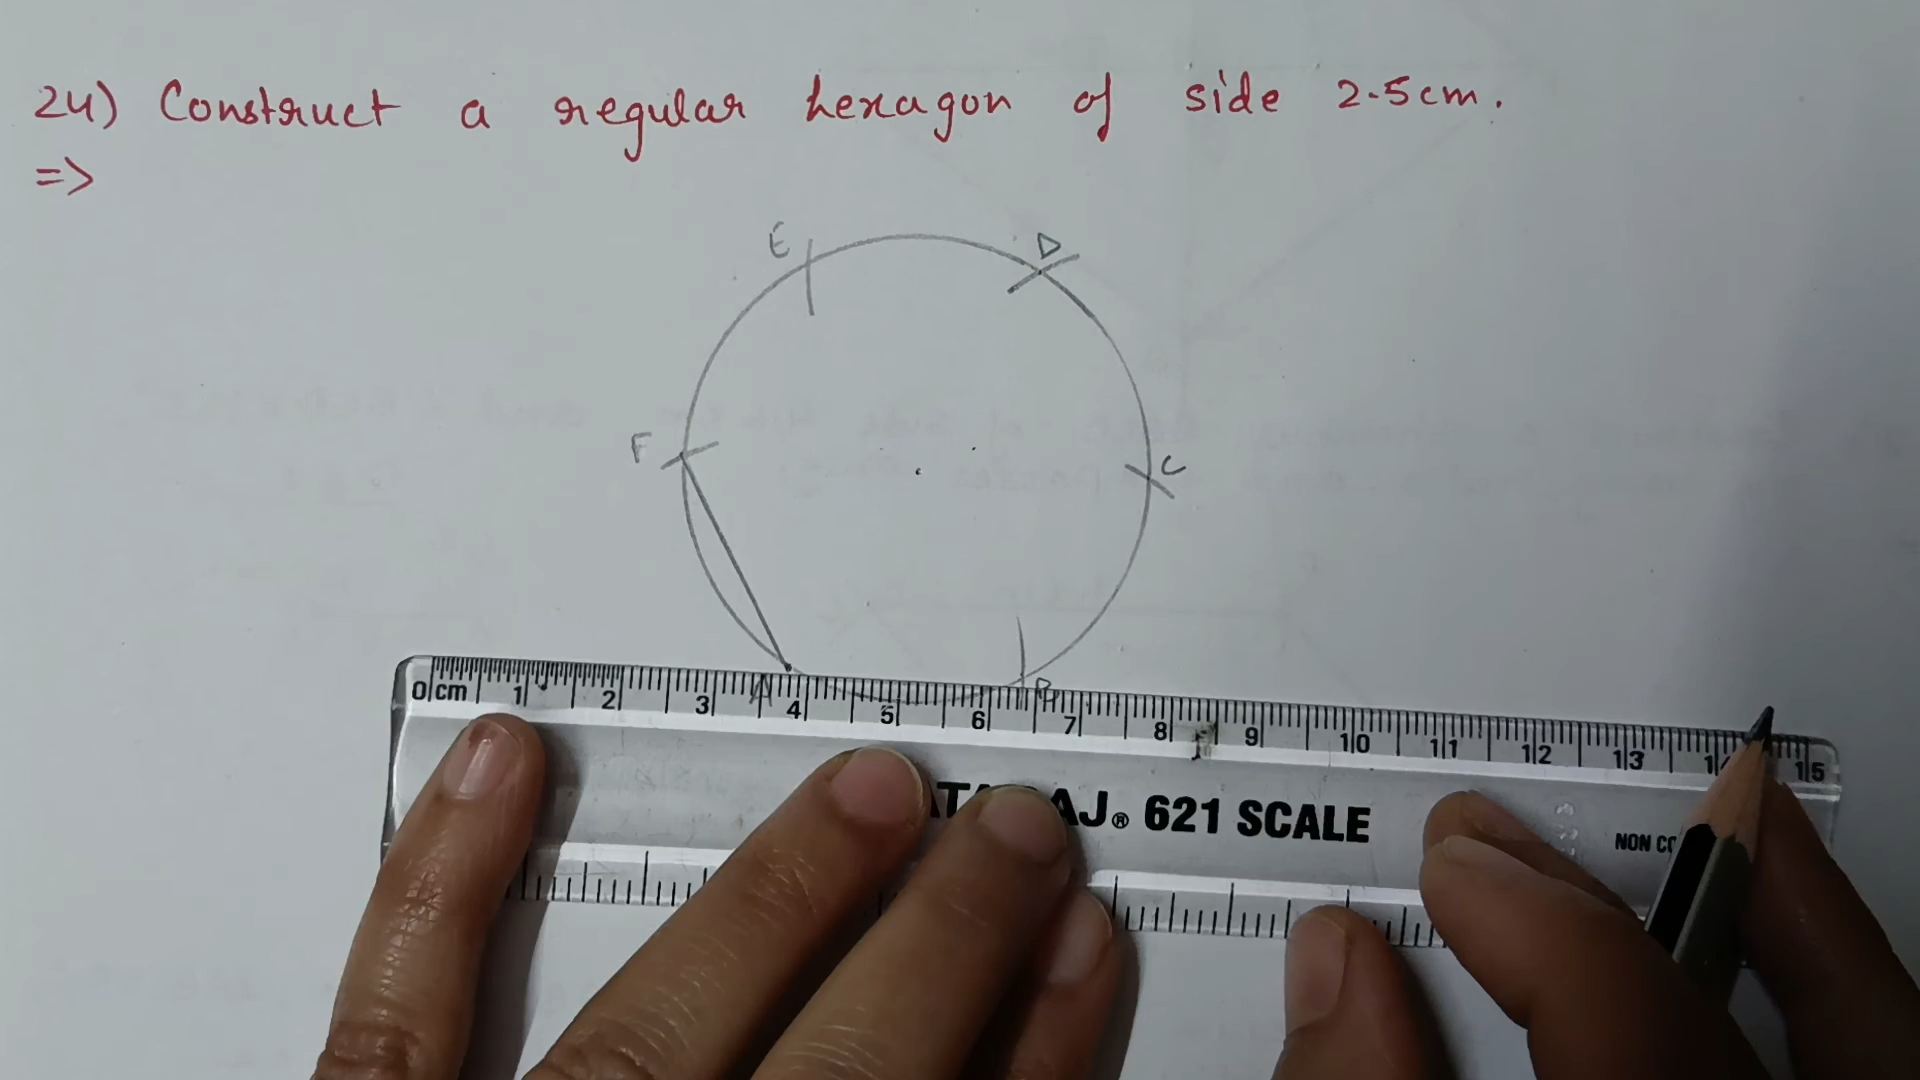 24) Construct a regular hexagon of side 2.5cm.
=>
E
D
F
C
A
B
0 cm 1 2 3 4 5 6 7 8 9 10 11 12 13 15
AJ® 621 SCALE
NON